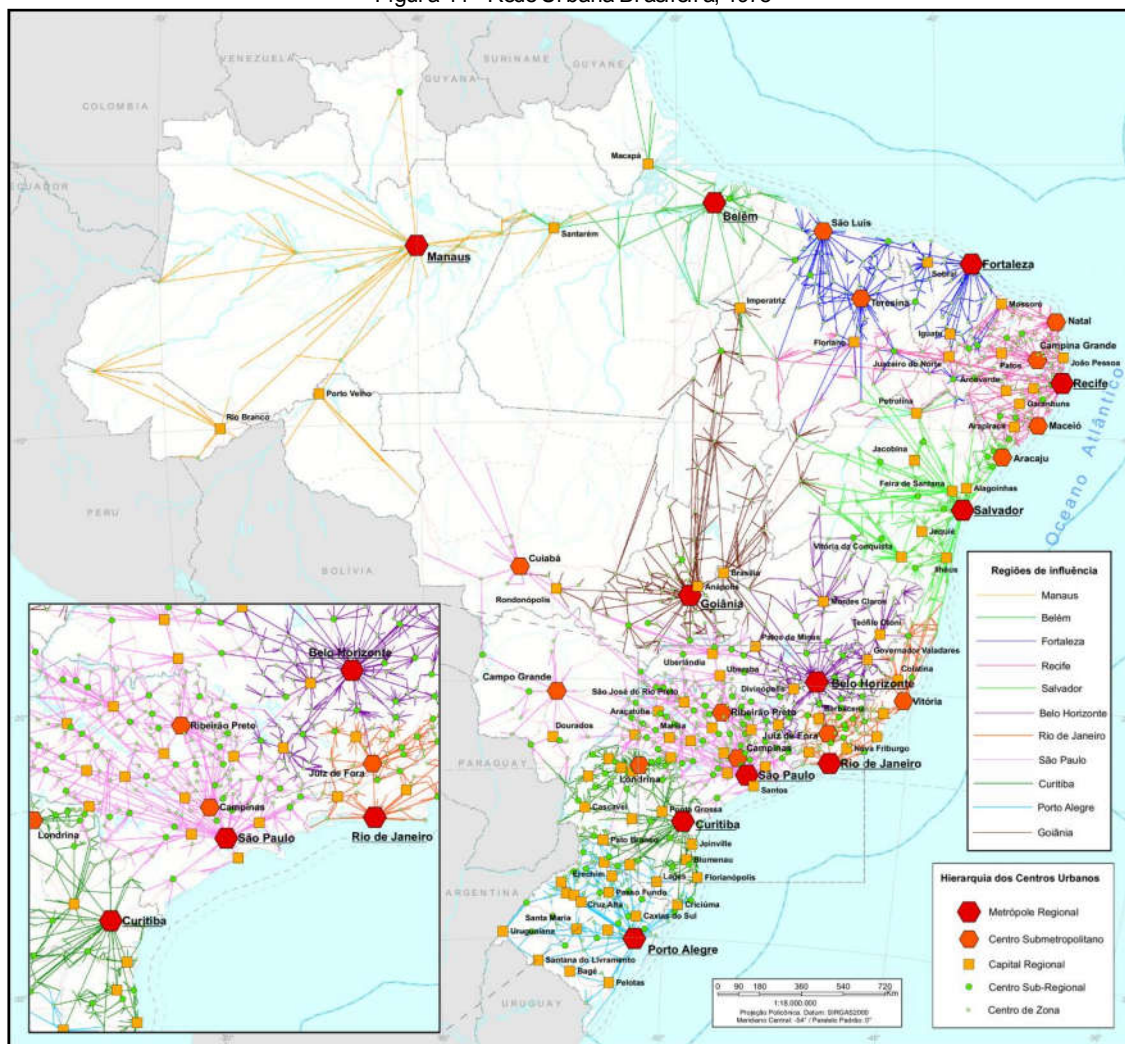 VENEZUELA
SURINAME
GUYANE
GUYANA
COLOMBIA
ECUADOR
PERU
BOLÍVIA
PARAGUAY
ARGENTINA
URUGUAY
Macapá
Belém
São Luís
Santarém
Manaus
Fortaleza
Sobral
Teresina
Imperatriz
Mossoró
Natal
Iguatu
Campina Grande
Floriano
João Pessoa
Patos
Juazeiro do Norte
Recife
Arcoverde
Porto Velho
Petrolina
Garanhuns
Rio Branco
Arapiraca
Maceió
Jacobina
Aracaju
Feira de Santana
Alagoinhas
Salvador
Oceano Atlântico
Jequié
Vitória da Conquista
Ilhéus
Cuiabá
Brasília
Anápolis
Rondonópolis
Goiânia
Montes Claros
Teófilo Otoni
Patos de Minas
Governador Valadares
Uberlândia
Uberaba
Colatina
Campo Grande
Belo Horizonte
São José do Rio Preto
Divinópolis
Vitória
Araçatuba
Ribeirão Preto
Barbacena
Dourados
Marília
Juiz de Fora
Nova Friburgo
Campinas
Rio de Janeiro
Londrina
São Paulo
Santos
Cascavel
Ponta Grossa
Curitiba
Pato Branco
Joinville
Blumenau
Erechim
Lages
Florianópolis
Passo Fundo
Cruz Alta
Criciúma
Santa Maria
Caxias do Sul
Uruguaiana
Porto Alegre
Santana do Livramento
Bagé
Pelotas
Belo Horizonte
Ribeirão Preto
Juiz de Fora
Campinas
Londrina
São Paulo
Rio de Janeiro
Curitiba
Regiões de influência
Manaus
Belém
Fortaleza
Recife
Salvador
Belo Horizonte
Rio de Janeiro
São Paulo
Curitiba
Porto Alegre
Goiânia
Hierarquia dos Centros Urbanos
Metrópole Regional
Centro Submetropolitano
Capital Regional
Centro Sub-Regional
Centro de Zona
0 90 180 360 540 720
Km
1:18.000.000
Projeção Policônica. Datum: SIRGAS2000
Meridiano Central: -54° / Paralelo Padrão: 0°